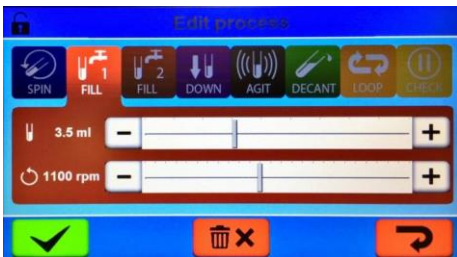 Edit process
SPIN
1
FILL
2
FILL
DOWN
AGIT
DECANT
LOOP
CHECK
3.5 ml
1100 rpm